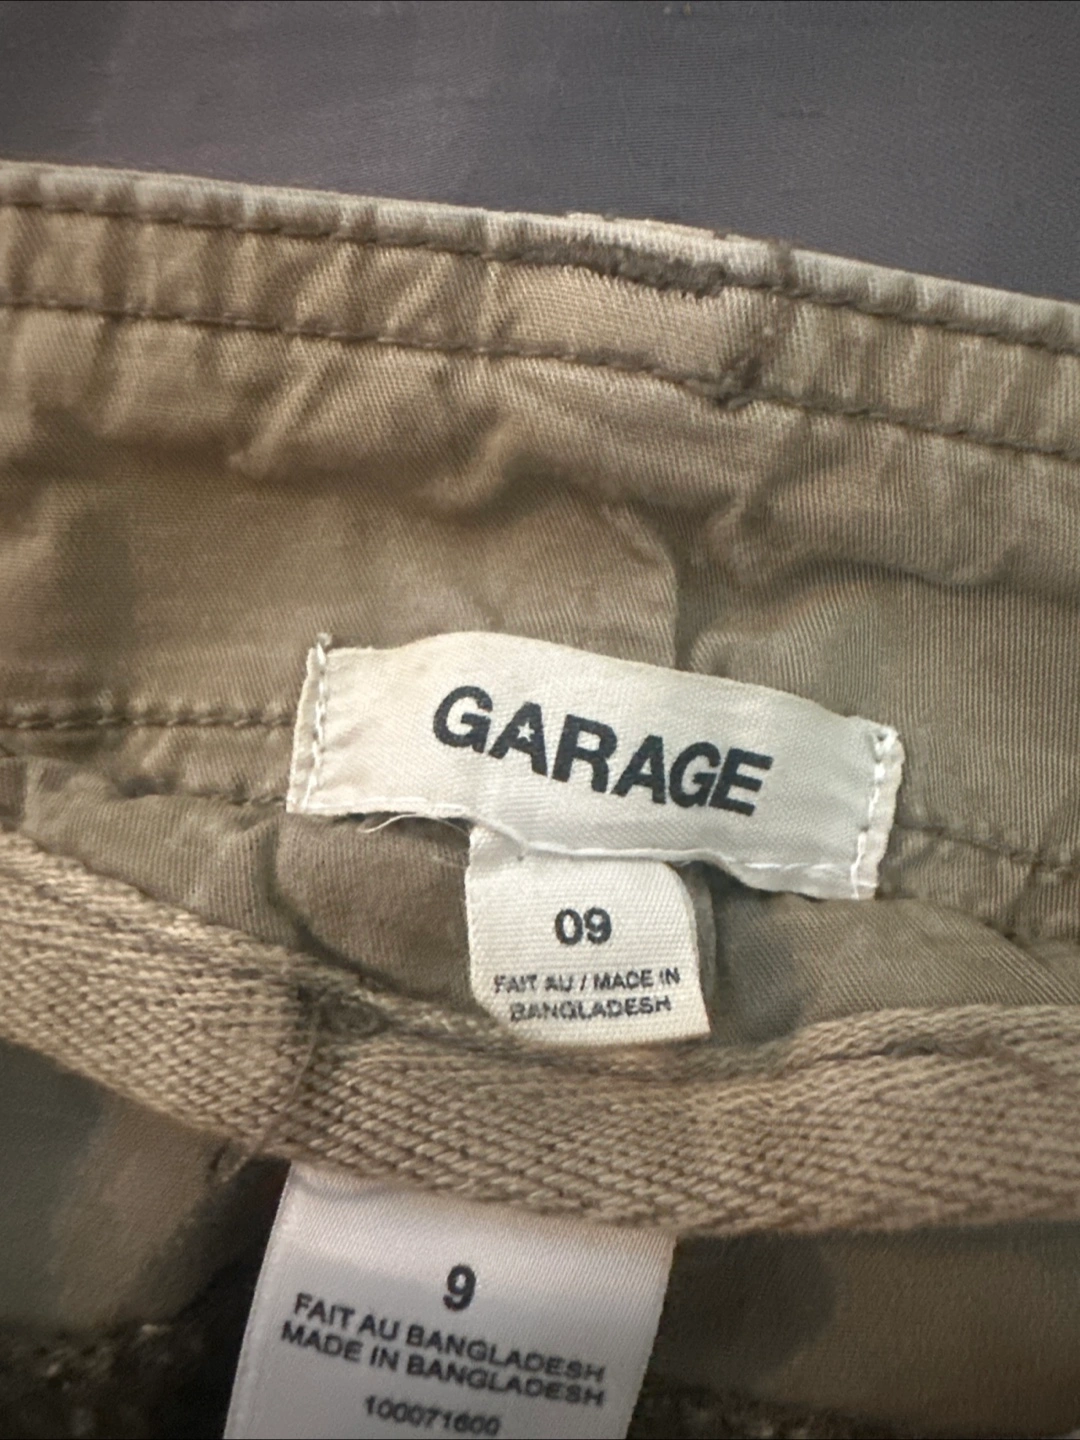 GARAGE
09
FAIT AU / MADE IN
BANGLADESH
9
FAIT AU BANGLADESH
MADE IN BANGLADESH
100071600